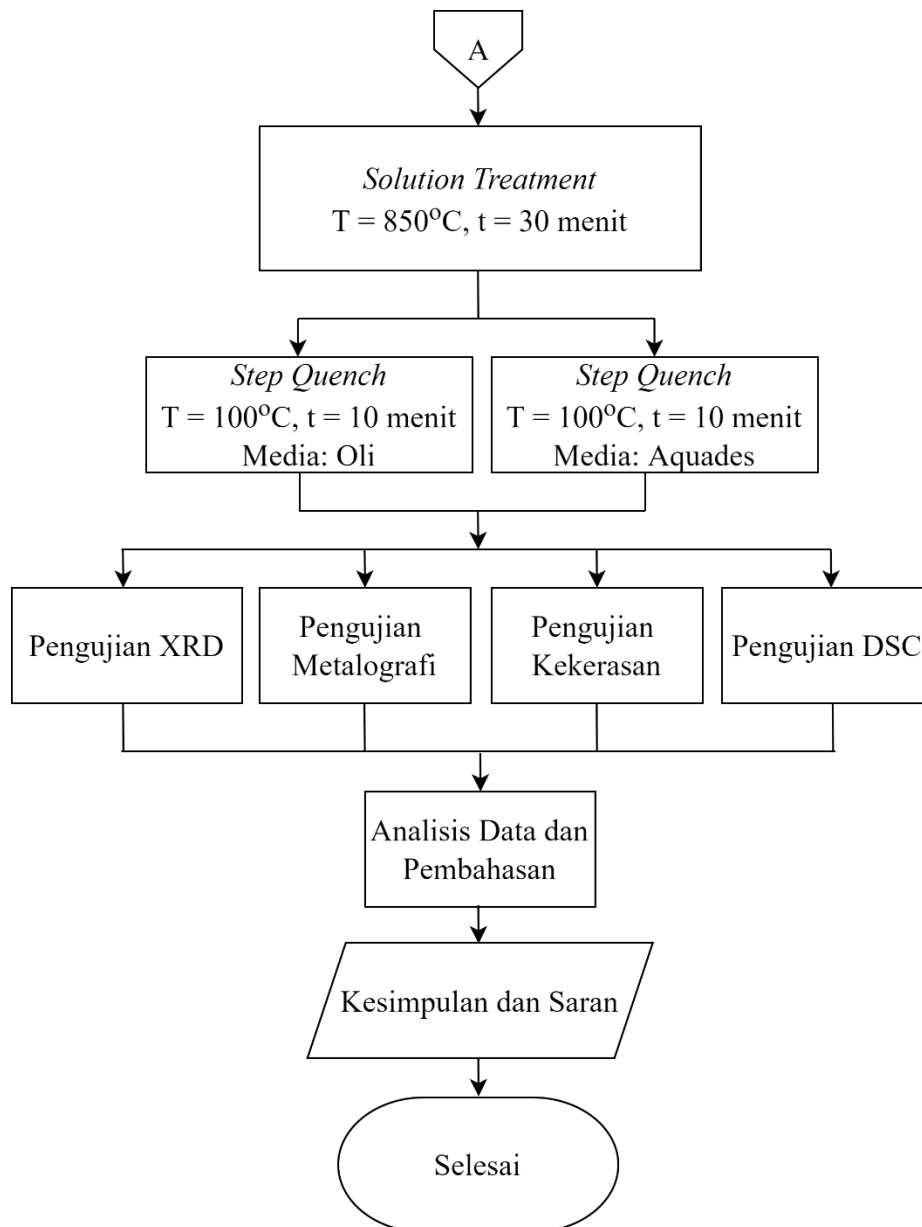 A
Solution Treatment
T = 850°C, t = 30 menit
Step Quench
T = 100°C, t = 10 menit
Media: Oli
Step Quench
T = 100°C, t = 10 menit
Media: Aquades
Pengujian XRD
Pengujian
Metalografi
Pengujian
Kekerasan
Pengujian DSC
Analisis Data dan
Pembahasan
Kesimpulan dan Saran
Selesai